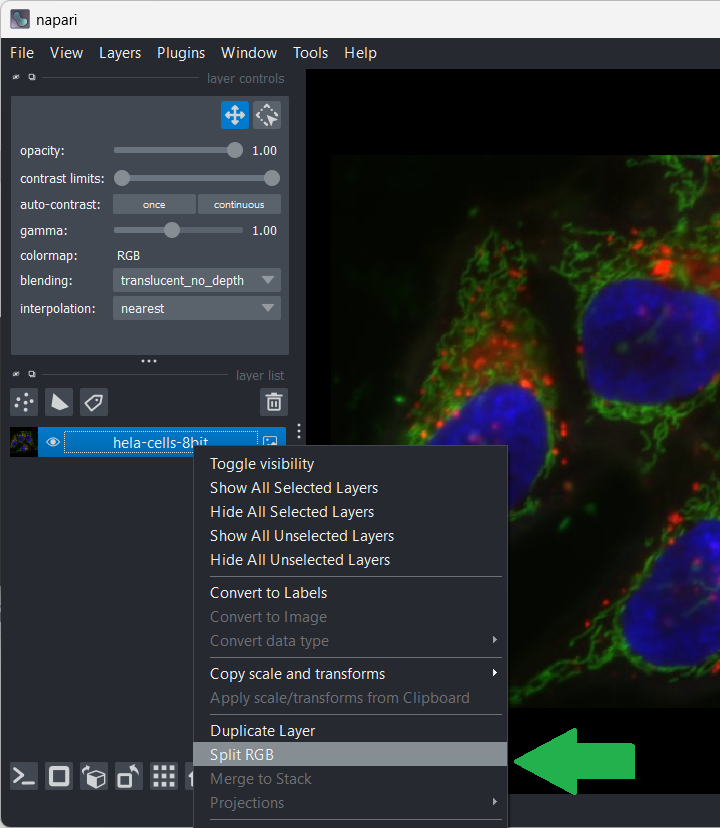 napari
File View Layers Plugins Window Tools Help
layer controls
opacity: 1.00
contrast limits:
auto-contrast: once continuous
gamma: 1.00
colormap: RGB
blending: translucent_no_depth
interpolation: nearest
layer list
hela-cells-8bit
Toggle visibility
Show All Selected Layers
Hide All Selected Layers
Show All Unselected Layers
Hide All Unselected Layers
Convert to Labels
Convert to Image
Convert data type
Copy scale and transforms
Apply scale/transforms from Clipboard
Duplicate Layer
Split RGB
Merge to Stack
Projections